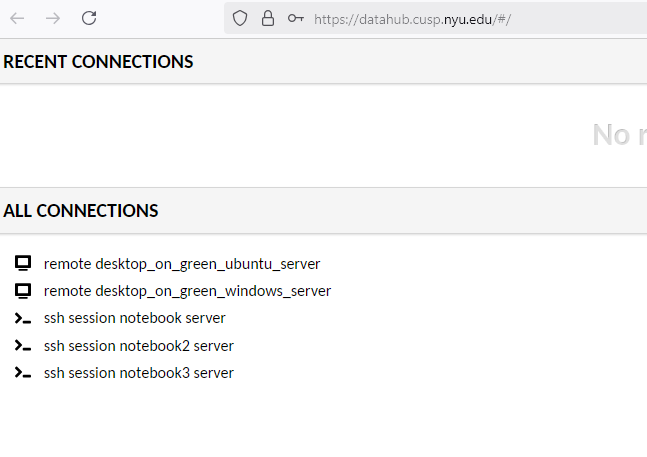 https://datahub.cusp.nyu.edu/#/
RECENT CONNECTIONS
No r
ALL CONNECTIONS
remote desktop_on_green_ubuntu_server
remote desktop_on_green_windows_server
ssh session notebook server
ssh session notebook2 server
ssh session notebook3 server